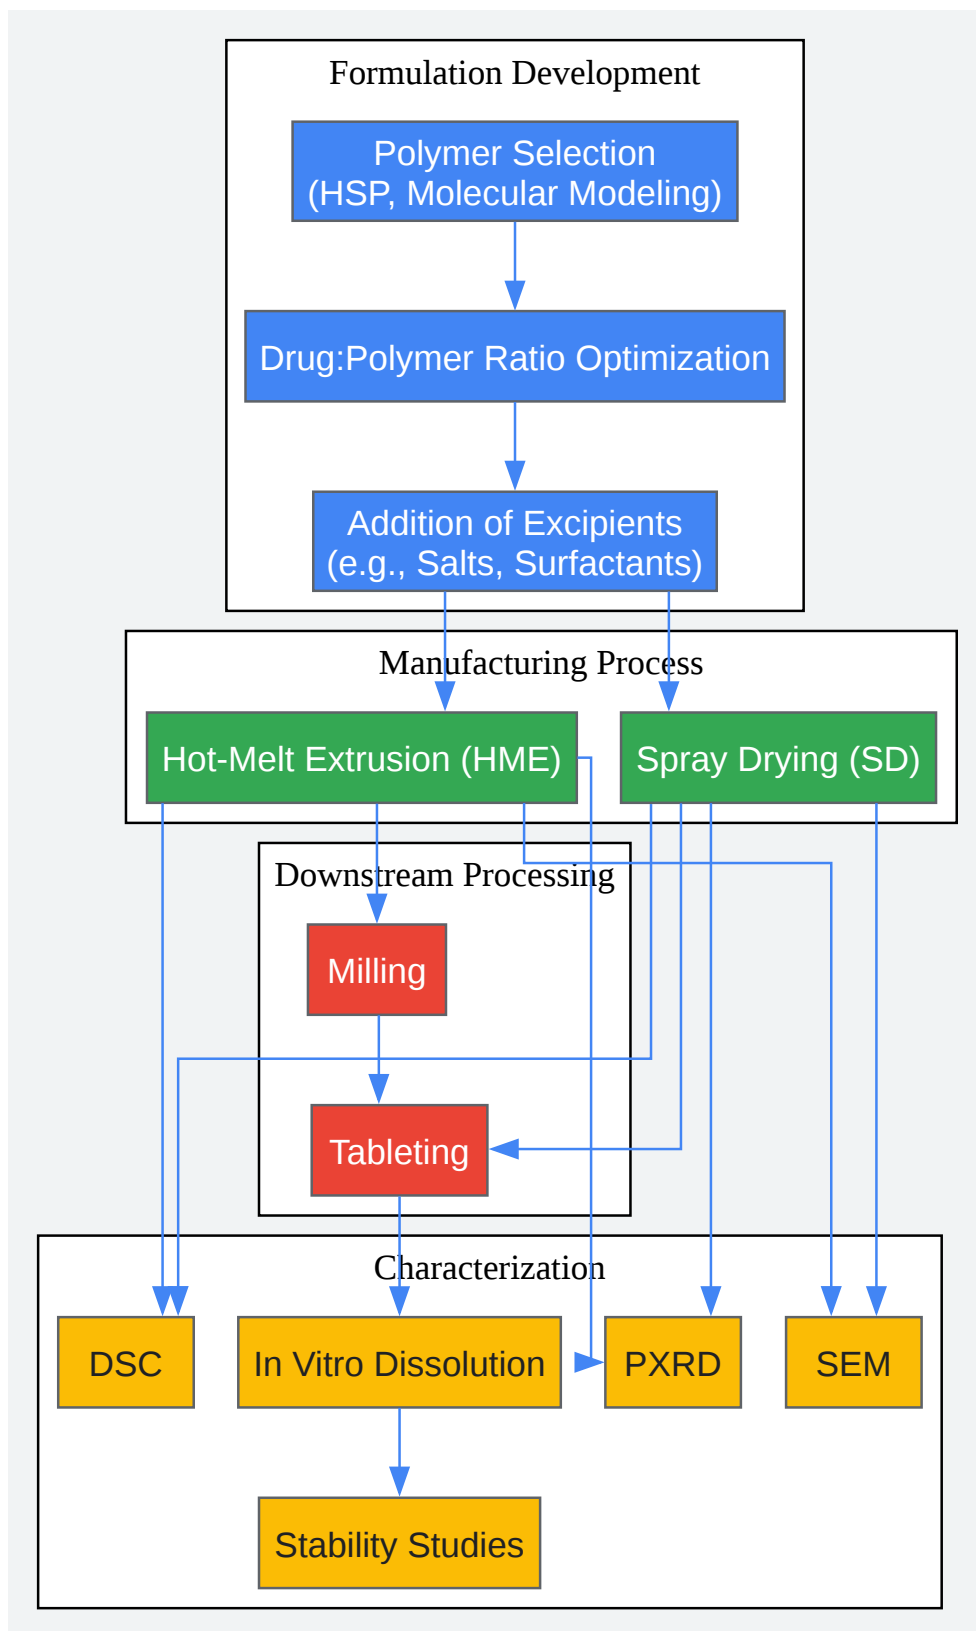 Formulation Development
Polymer Selection
(HSP, Molecular Modeling)
Drug:Polymer Ratio Optimization
Addition of Excipients
(e.g., Salts, Surfactants)
Manufacturing Process
Hot-Melt Extrusion (HME)
Spray Drying (SD)
Downstream Processing
Milling
Tableting
Characterization
DSC
In Vitro Dissolution
PXRD
SEM
Stability Studies